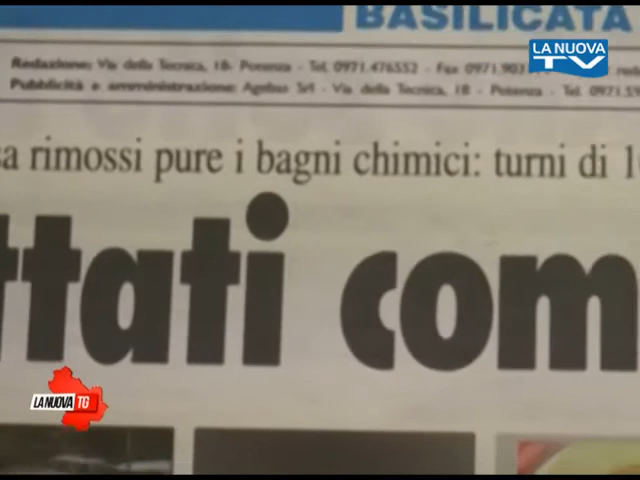 BASILICATA
LA NUOVA
TV
Redazione: Via della Tecnica, 18- Potenza - Tel. 0971.476552 - Fax 0971.903
Pubblicità e amministrazione: Agebas Srl - Via della Tecnica, 18 - Potenza - Tel. 0971.59
sa rimossi pure i bagni chimici: turni di 1
ttati com
LA NUOVA TG